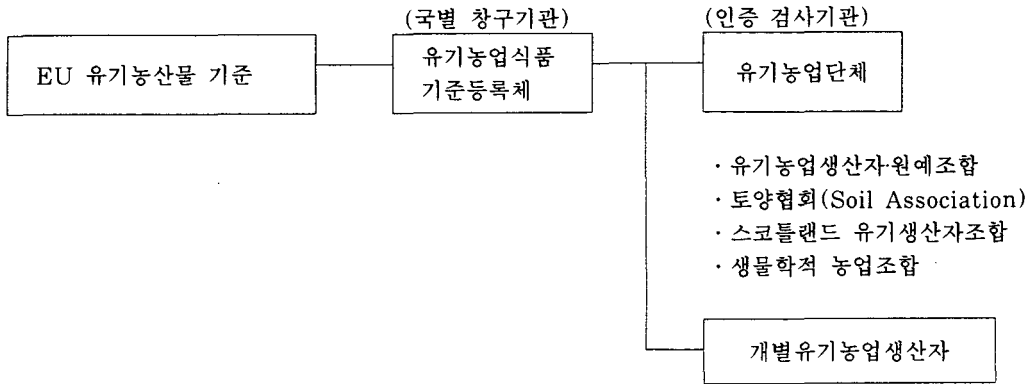 (국별 창구기관)
(인증 검사기관)
EU 유기농산물 기준
유기농업식품
기준등록체
유기농업단체
· 유기농업생산자·원예조합
· 토양협회(Soil Association)
· 스코틀랜드 유기생산자조합
· 생물학적 농업조합
개별유기농업생산자